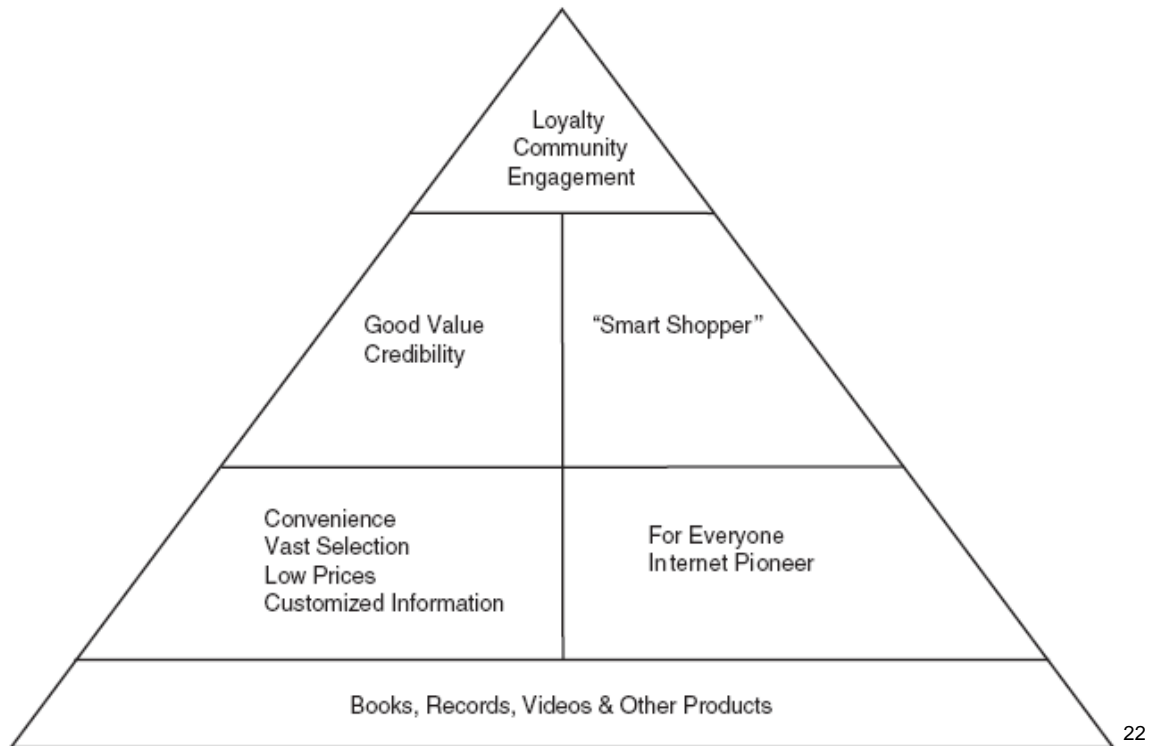 Loyalty
Community
Engagement
Good Value
Credibility
“Smart Shopper”
Convenience
Vast Selection
Low Prices
Customized Information
For Everyone
Internet Pioneer
Books, Records, Videos & Other Products
22